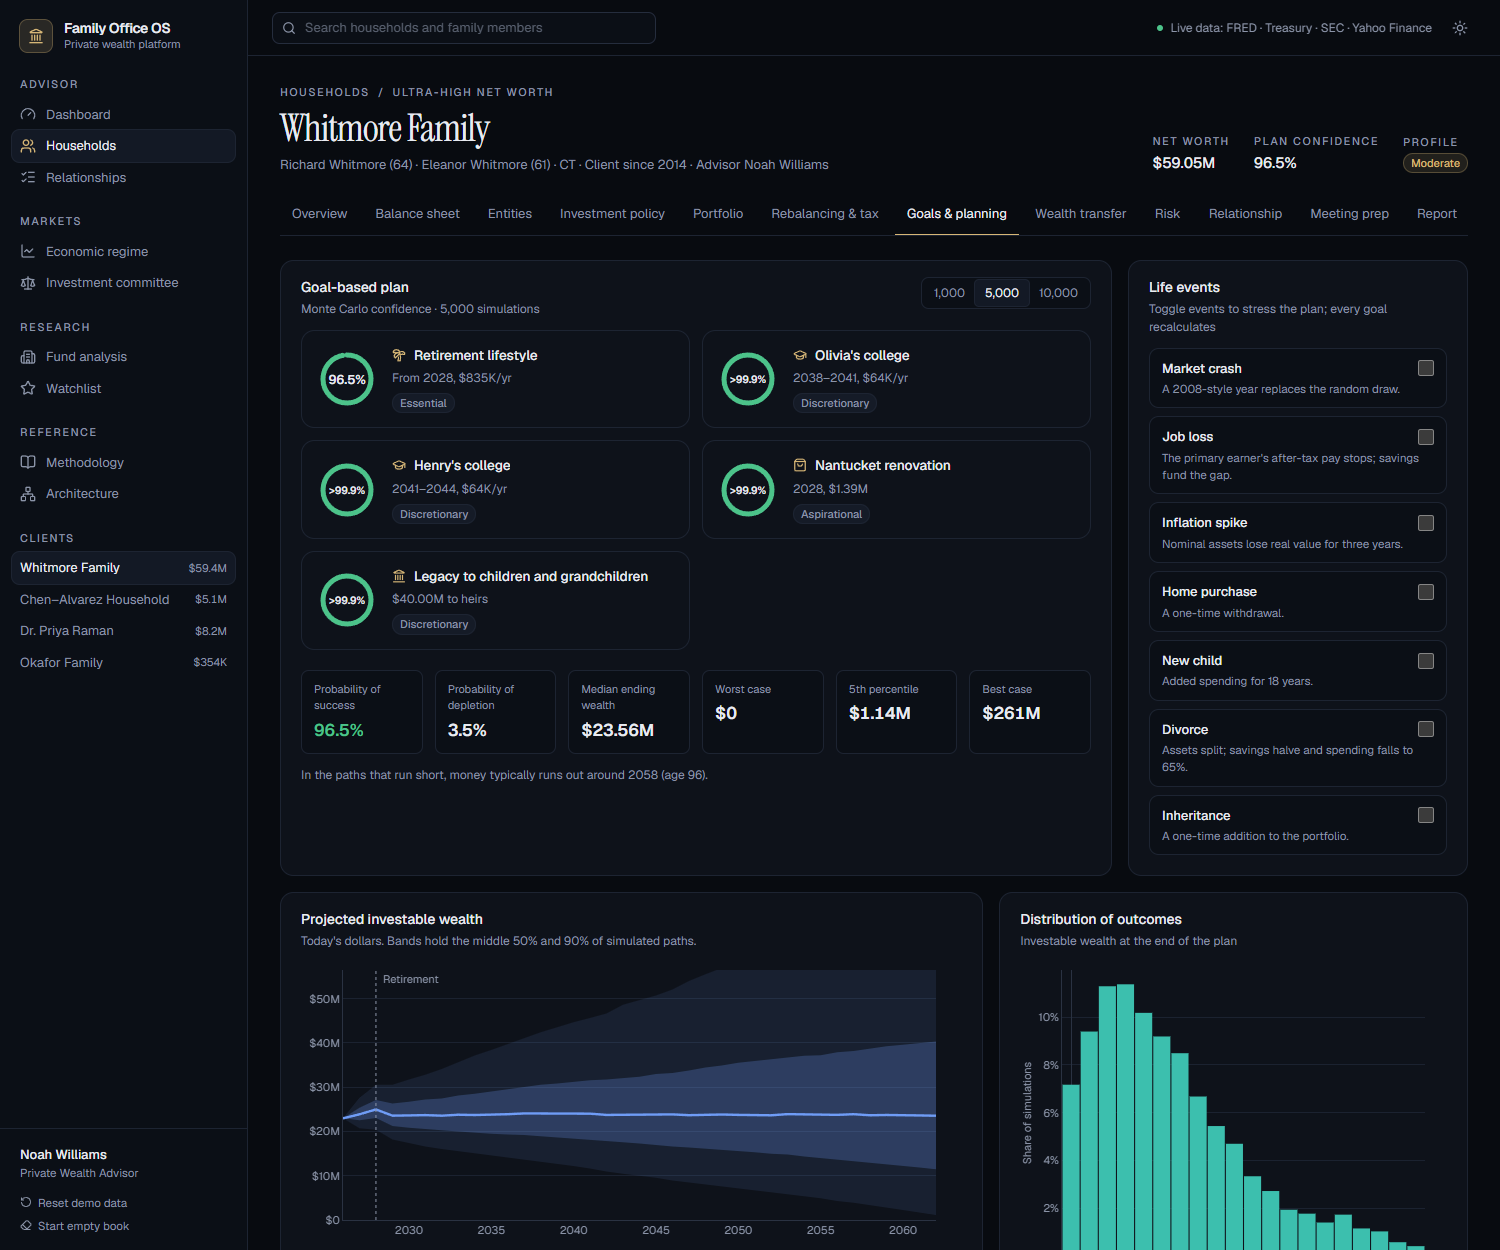 Family Office OS
Private wealth platform
ADVISOR
Dashboard
Households
Relationships
MARKETS
Economic regime
Investment committee
RESEARCH
Fund analysis
Watchlist
REFERENCE
Methodology
Architecture
CLIENTS
Whitmore Family $59.4M
Chen–Alvarez Household $5.1M
Dr. Priya Raman $8.2M
Okafor Family $354K
Noah Williams
Private Wealth Advisor
Reset demo data
Start empty book
Search households and family members
Live data: FRED · Treasury · SEC · Yahoo Finance
HOUSEHOLDS / ULTRA-HIGH NET WORTH
Whitmore Family
Richard Whitmore (64) · Eleanor Whitmore (61) · CT · Client since 2014 · Advisor Noah Williams
NET WORTH
$59.05M
PLAN CONFIDENCE
96.5%
PROFILE
Moderate
Overview Balance sheet Entities Investment policy Portfolio Rebalancing & tax Goals & planning Wealth transfer Risk Relationship Meeting prep Report
Goal-based plan
Monte Carlo confidence · 5,000 simulations
1,000 5,000 10,000
96.5%
Retirement lifestyle
From 2028, $835K/yr
Essential
>99.9%
Olivia's college
2038–2041, $64K/yr
Discretionary
>99.9%
Henry's college
2041–2044, $64K/yr
Discretionary
>99.9%
Nantucket renovation
2028, $1.39M
Aspirational
>99.9%
Legacy to children and grandchildren
$40.00M to heirs
Discretionary
Probability of
success
96.5%
Probability of
depletion
3.5%
Median ending
wealth
$23.56M
Worst case
$0
5th percentile
$1.14M
Best case
$261M
In the paths that run short, money typically runs out around 2058 (age 96).
Life events
Toggle events to stress the plan; every goal
recalculates
Market crash
A 2008-style year replaces the random draw.
Job loss
The primary earner's after-tax pay stops; savings
fund the gap.
Inflation spike
Nominal assets lose real value for three years.
Home purchase
A one-time withdrawal.
New child
Added spending for 18 years.
Divorce
Assets split; savings halve and spending falls to
65%.
Inheritance
A one-time addition to the portfolio.
Projected investable wealth
Today's dollars. Bands hold the middle 50% and 90% of simulated paths.
Retirement
$50M
$40M
$30M
$20M
$10M
$0
2030 2035 2040 2045 2050 2055 2060
Distribution of outcomes
Investable wealth at the end of the plan
Share of simulations
10%
8%
6%
4%
2%